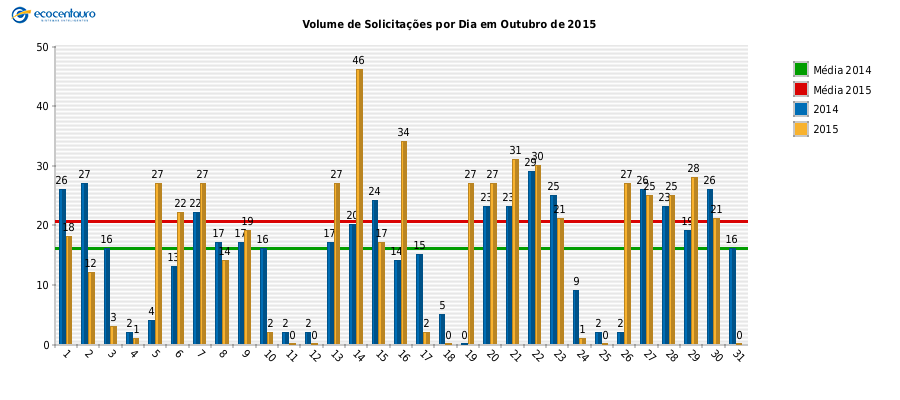 ecocentauro
Volume de Solicitações por Dia em Outubro de 2015
50
40
30
20
10
0
26 18 27 12 16 3 2 1 4 27 13 22 22 27 17 14 17 19 16 2 2 0 2 0 17 27 20 46 24 17 14 34 15 2 5 0 0 27 23 27 23 31 29 30 25 21 9 1 2 0 2 27 26 25 23 25 19 28 26 21 16 0
1 2 3 4 5 6 7 8 9 10 11 12 13 14 15 16 17 18 19 20 21 22 23 24 25 26 27 28 29 30 31
Média 2014
Média 2015
2014
2015